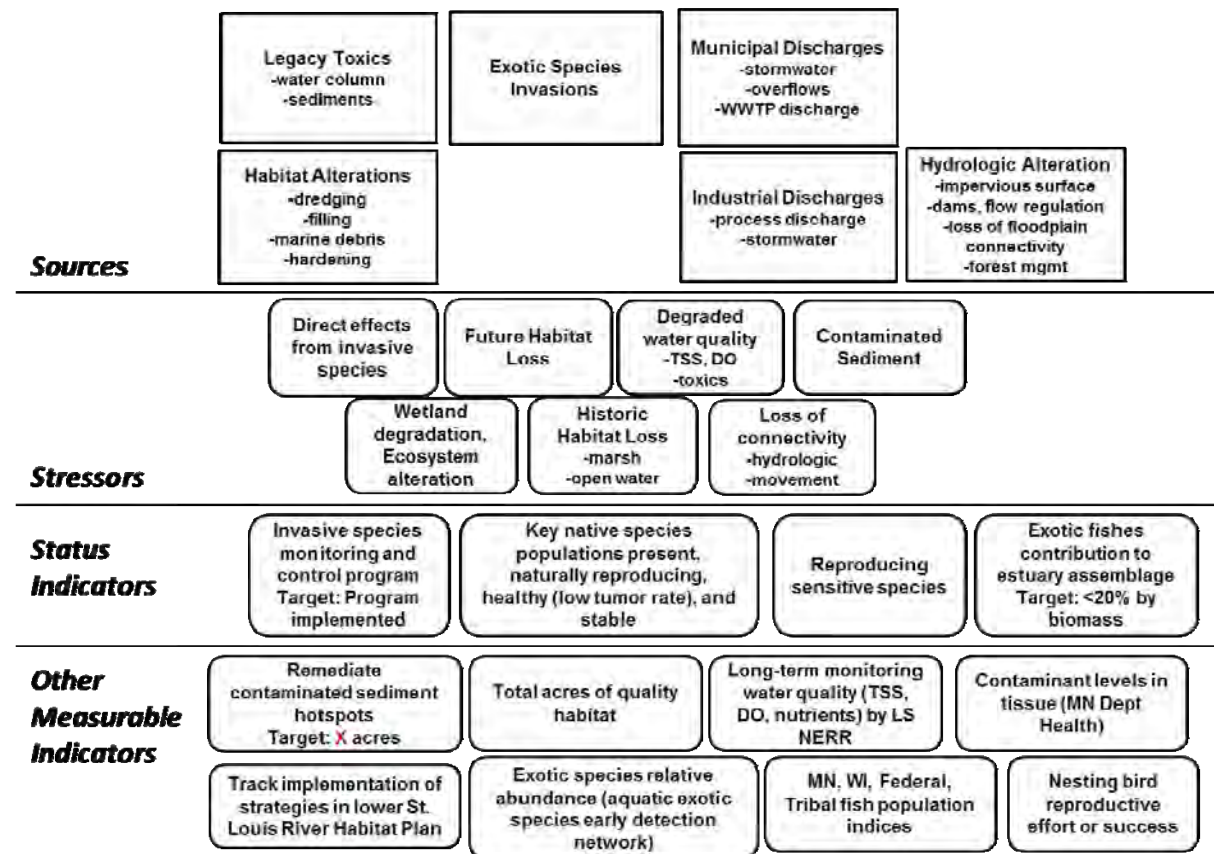 Legacy Toxics
-water column
-sediments
Exotic Species
Invasions
Municipal Discharges
-stormwater
-overflows
-WWTP discharge
Habitat Alterations
-dredging
-filling
-marine debris
-hardening
Industrial Discharges
-process discharge
-stormwater
Hydrologic Alteration
-impervious surface
-dams, flow regulation
-loss of floodplain
connectivity
-forest mgmt
Sources
Direct effects
from invasive
species
Future Habitat
Loss
Degraded
water quality
-TSS, DO
-toxics
Contaminated
Sediment
Wetland
degradation,
Ecosystem
alteration
Historic
Habitat Loss
-marsh
-open water
Loss of
connectivity
-hydrologic
-movement
Stressors
Status
Indicators
Invasive species
monitoring and
control program
Target: Program
implemented
Key native species
populations present,
naturally reproducing,
healthy (low tumor rate), and
stable
Reproducing
sensitive species
Exotic fishes
contribution to
estuary assemblage
Target: <20% by
biomass
Other
Measurable
Indicators
Remediate
contaminated sediment
hotspots
Target: X acres
Total acres of quality
habitat
Long-term monitoring
water quality (TSS,
DO, nutrients) by LS
NERR
Contaminant levels in
tissue (MN Dept
Health)
Track implementation of
strategies in lower St.
Louis River Habitat Plan
Exotic species relative
abundance (aquatic exotic
species early detection
network)
MN, WI, Federal,
Tribal fish population
indices
Nesting bird
reproductive
effort or success